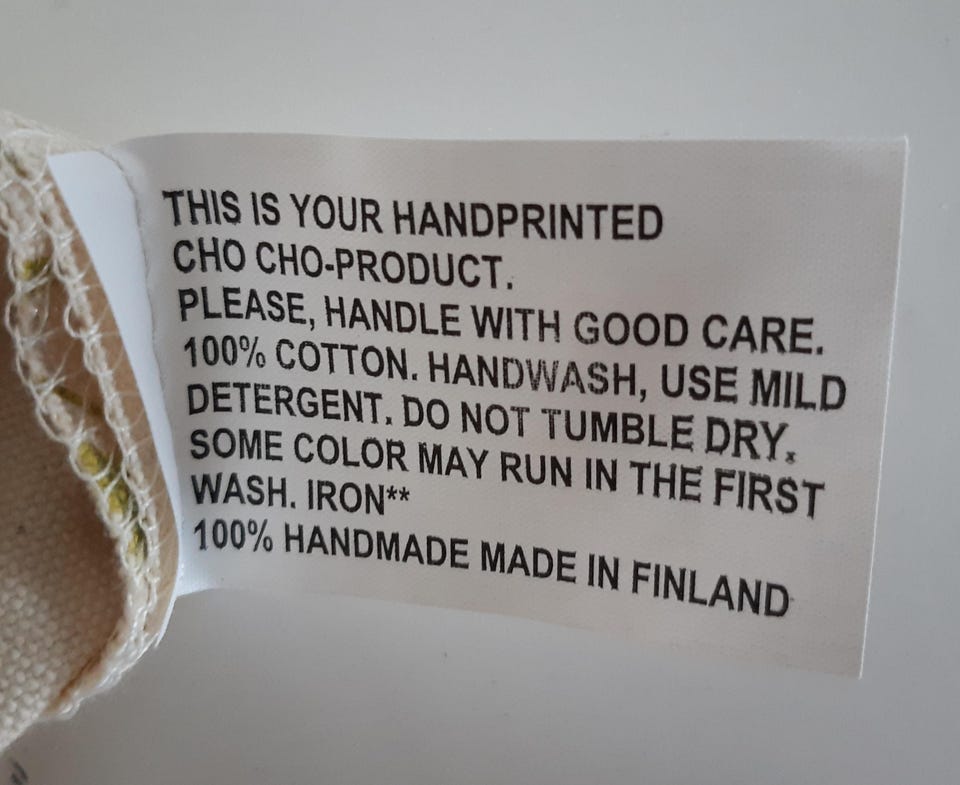 THIS IS YOUR HANDPRINTED
CHO CHO-PRODUCT.
PLEASE, HANDLE WITH GOOD CARE.
100% COTTON. HANDWASH, USE MILD
DETERGENT. DO NOT TUMBLE DRY.
SOME COLOR MAY RUN IN THE FIRST
WASH. IRON**
100% HANDMADE MADE IN FINLAND